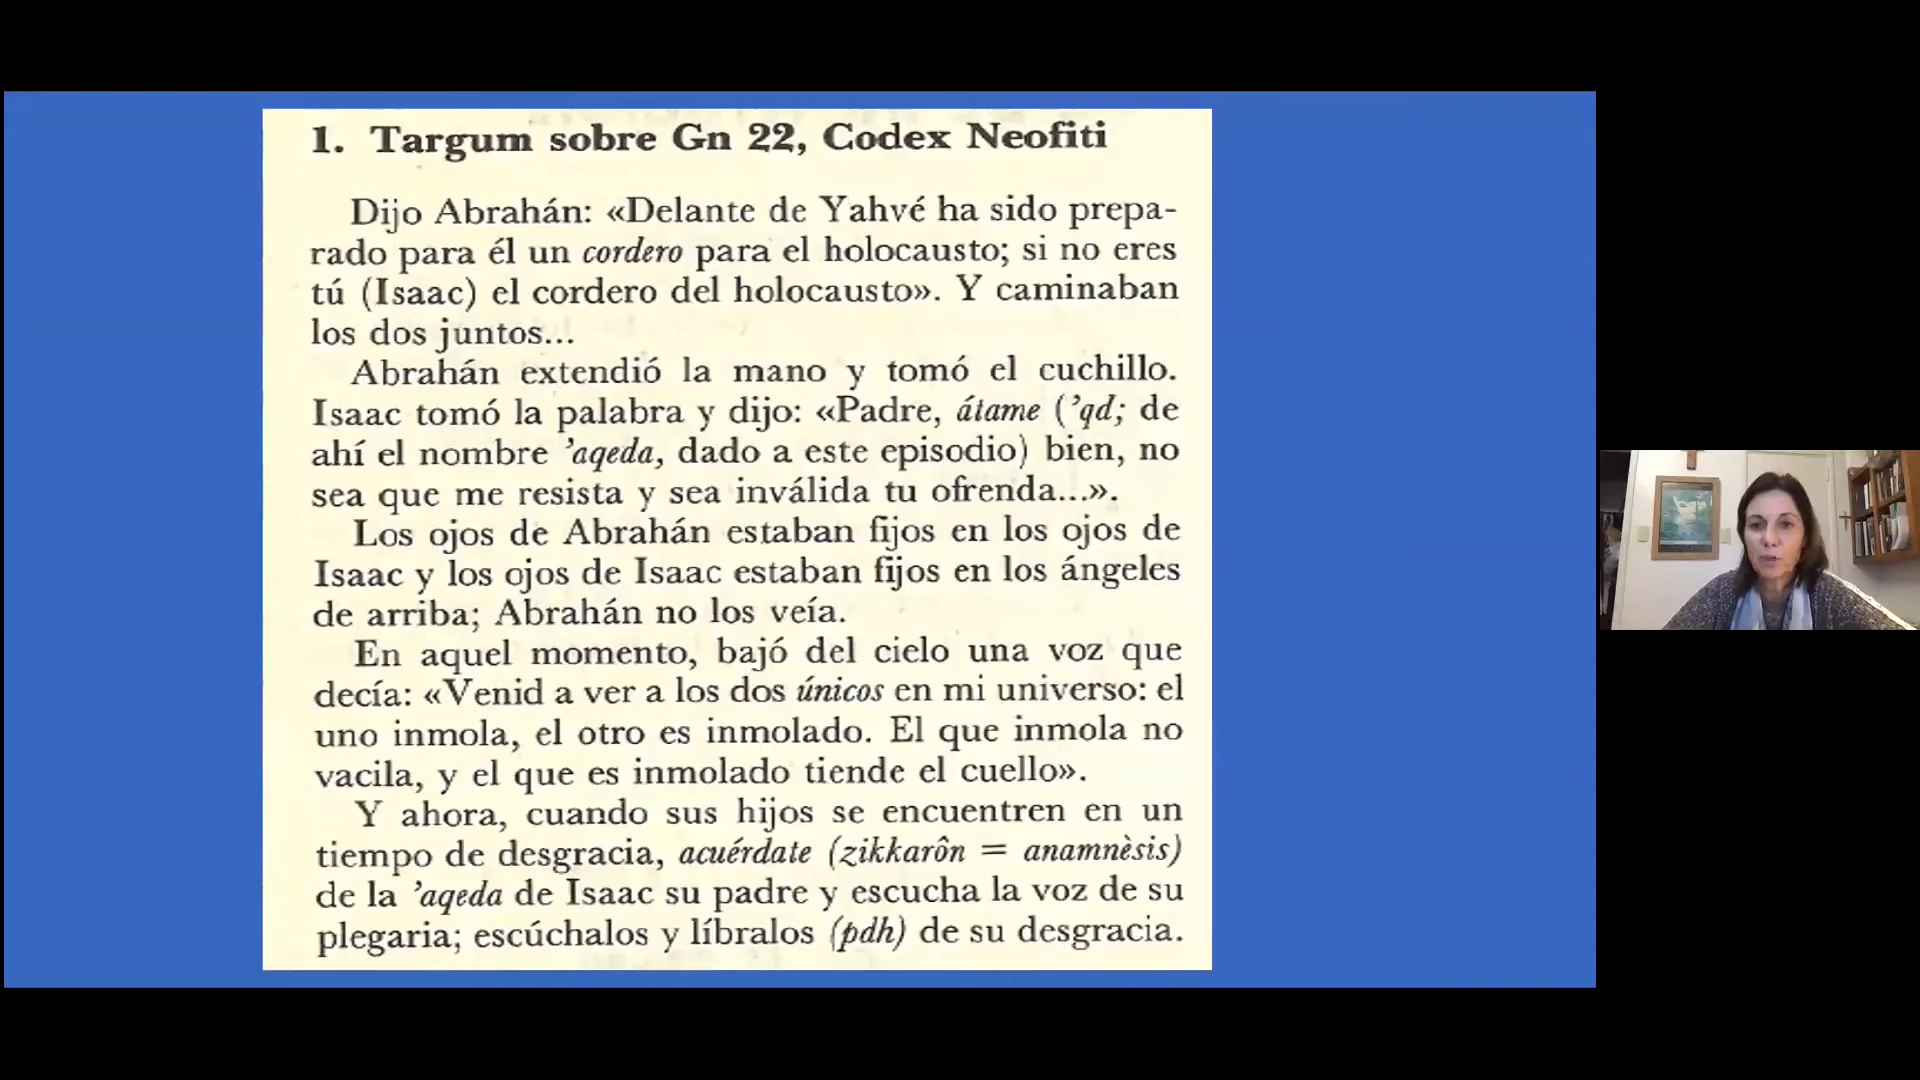 1. Targum sobre Gn 22, Codex Neofiti
Dijo Abrahán: «Delante de Yahvé ha sido prepa-
rado para él un cordero para el holocausto; si no eres
tú (Isaac) el cordero del holocausto». Y caminaban
los dos juntos...
Abrahán extendió la mano y tomó el cuchillo.
Isaac tomó la palabra y dijo: «Padre, átame (’qd; de
ahí el nombre ’aqeda, dado a este episodio) bien, no
sea que me resista y sea inválida tu ofrenda...».
Los ojos de Abrahán estaban fijos en los ojos de
Isaac y los ojos de Isaac estaban fijos en los ángeles
de arriba; Abrahán no los veía.
En aquel momento, bajó del cielo una voz que
decía: «Venid a ver a los dos únicos en mi universo: el
uno inmola, el otro es inmolado. El que inmola no
vacila, y el que es inmolado tiende el cuello».
Y ahora, cuando sus hijos se encuentren en un
tiempo de desgracia, acuérdate (zikkarôn = anamnèsis)
de la ’aqeda de Isaac su padre y escucha la voz de su
plegaria; escúchalos y líbralos (pdh) de su desgracia.